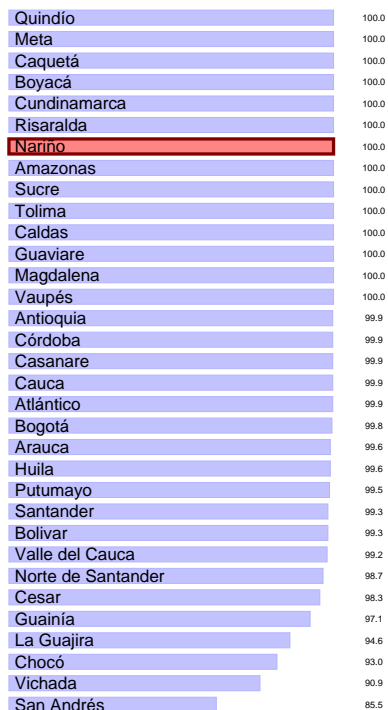 Quindío 100.0
Meta 100.0
Caquetá 100.0
Boyacá 100.0
Cundinamarca 100.0
Risaralda 100.0
Nariño 100.0
Amazonas 100.0
Sucre 100.0
Tolima 100.0
Caldas 100.0
Guaviare 100.0
Magdalena 100.0
Vaupés 100.0
Antioquia 99.9
Córdoba 99.9
Casanare 99.9
Cauca 99.9
Atlántico 99.9
Bogotá 99.8
Arauca 99.6
Huila 99.6
Putumayo 99.5
Santander 99.3
Bolivar 99.3
Valle del Cauca 99.2
Norte de Santander 98.7
Cesar 98.3
Guainía 97.1
La Guajira 94.6
Chocó 93.0
Vichada 90.9
San Andrés 85.5